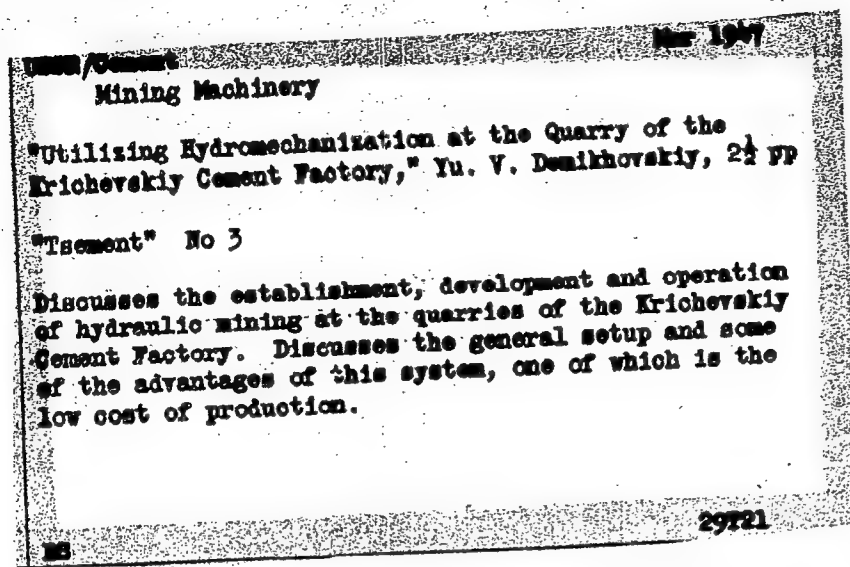 USSR/Cement
Mar 1947
Mining Machinery
"Utilizing Hydromechanization at the Quarry of the
Krichevskiy Cement Factory," Yu. V. Demikhovskiy, 2½ pp
"Tsement" No 3
Discusses the establishment, development and operation
of hydraulic mining at the quarries of the Krichevskiy
Cement Factory. Discusses the general setup and some
of the advantages of this system, one of which is the
low cost of production.
29T21